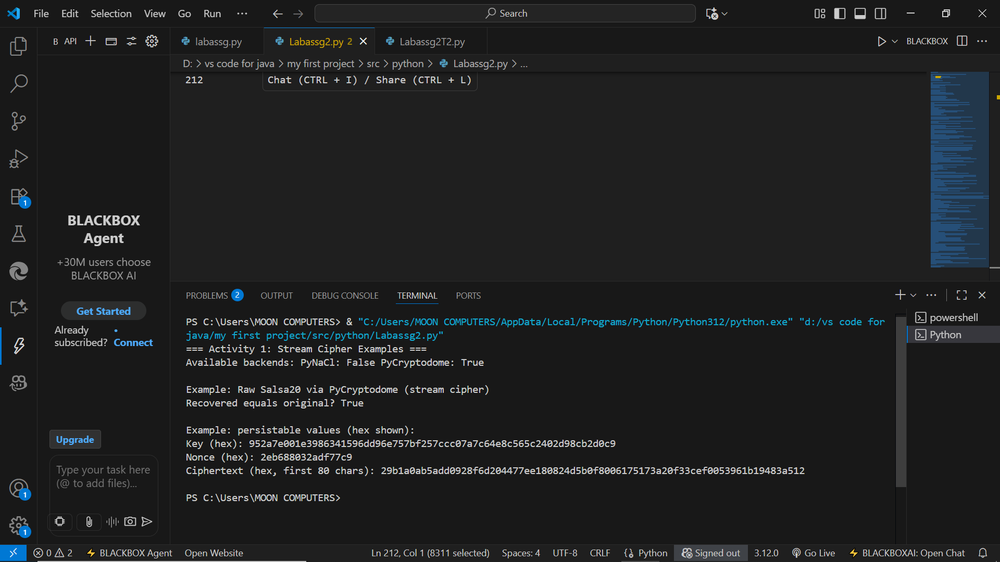 File Edit Selection View Go Run ··· Search
B API
labassg.py Labassg2.py 2 Labassg2T2.py BLACKBOX ···
D: > vs code for java > my first project > src > python > Labassg2.py > ...
212 Chat (CTRL + I) / Share (CTRL + L)
1
BLACKBOX
Agent
+30M users choose
BLACKBOX AI
Get Started
Already
subscribed?
• Connect
Upgrade
Type your task here
(@ to add files)...
1
1
PROBLEMS 2 OUTPUT DEBUG CONSOLE TERMINAL PORTS
PS C:\Users\MOON COMPUTERS> & "C:/Users/MOON COMPUTERS/AppData/Local/Programs/Python/Python312/python.exe" "d:/vs code for
java/my first project/src/python/Labassg2.py"
=== Activity 1: Stream Cipher Examples ===
Available backends: PyNaCl: False PyCryptodome: True
Example: Raw Salsa20 via PyCryptodome (stream cipher)
Recovered equals original? True
Example: persistable values (hex shown):
Key (hex): 952a7e001e3986341596dd96e757bf257ccc07a7c64e8c565c2402d98cb2d0c9
Nonce (hex): 2eb688032adf77c9
Ciphertext (hex, first 80 chars): 29b1a0ab5add0928f6d204477ee180824d5b0f8006175173a20f33cef0053961b19483a512
PS C:\Users\MOON COMPUTERS>
powershell
Python
0 2 BLACKBOX Agent Open Website Ln 212, Col 1 (8311 selected) Spaces: 4 UTF-8 CRLF {} Python Signed out 3.12.0 Go Live BLACKBOXAI: Open Chat